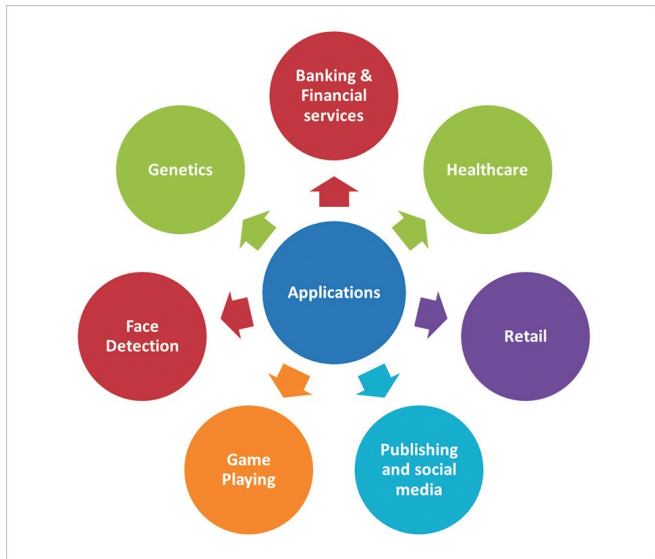 Banking &
Financial
services
Healthcare
Retail
Publishing
and social
media
Game
Playing
Face
Detection
Genetics
Applications